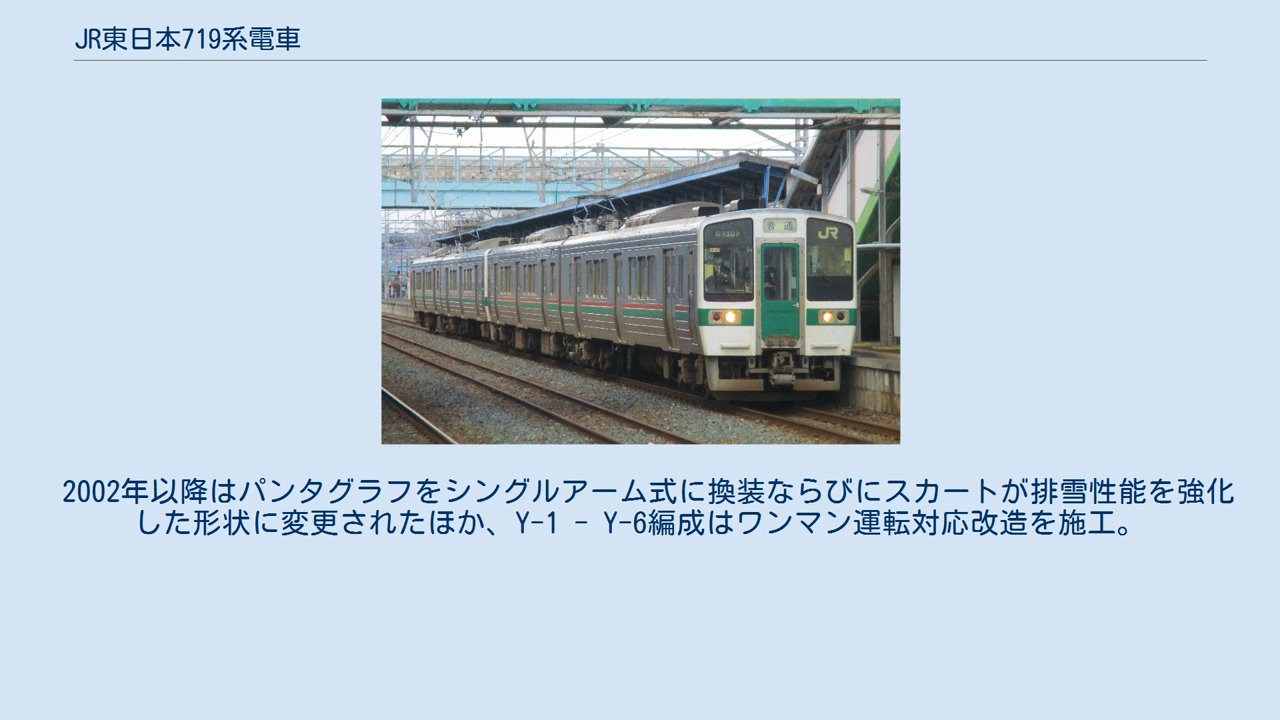 JR東日本719系電車
普通
JR
2002年以降はパンタグラフをシングルアーム式に換装ならびにスカートが排雪性能を強化
した形状に変更されたほか、Y-1 - Y-6編成はワンマン運転対応改造を施工。